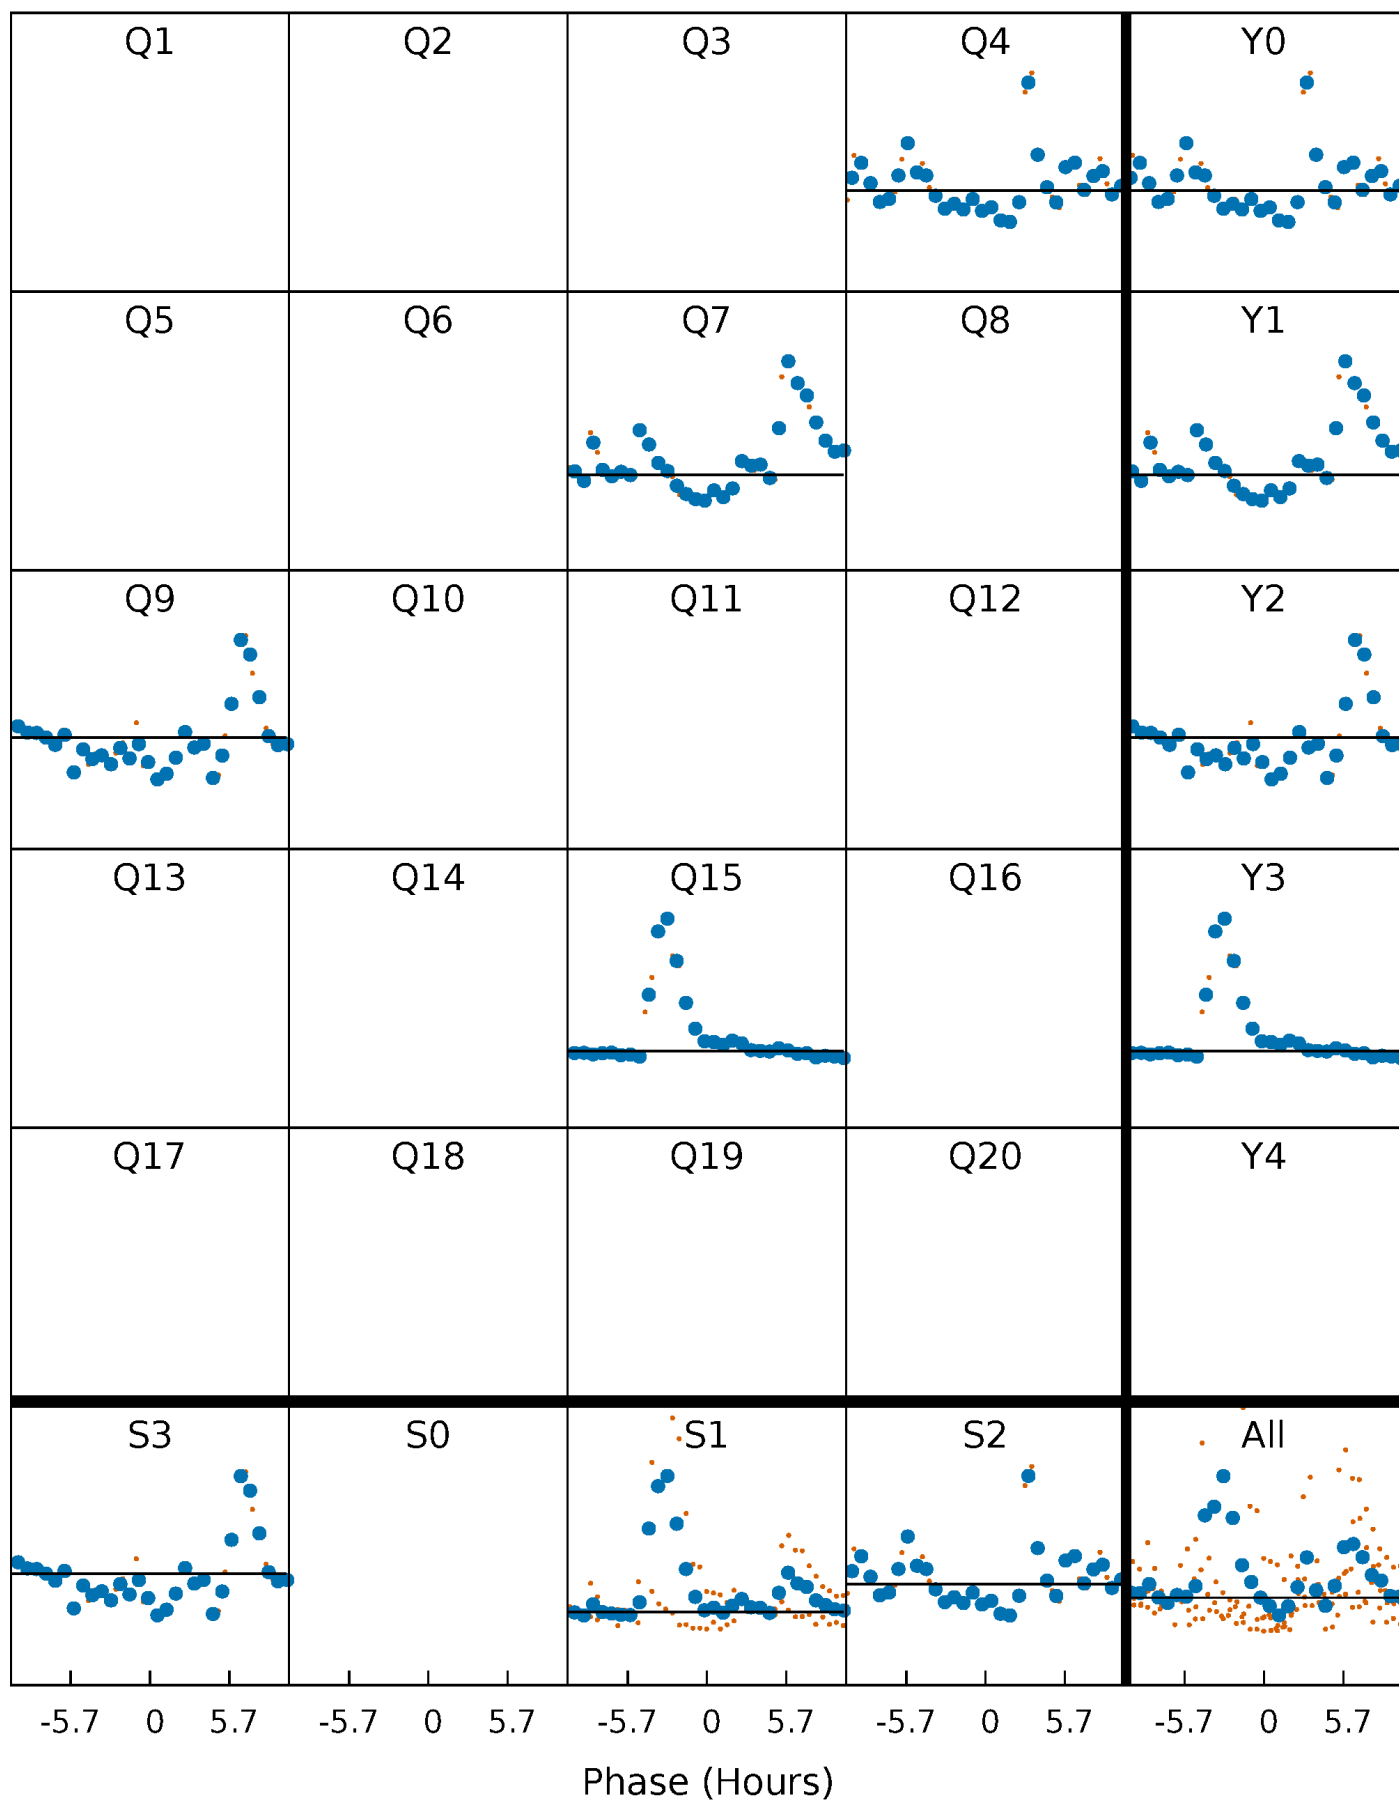 Q1 Q2 Q3 Q4 Y0
Q5 Q6 Q7 Q8 Y1
Q9 Q10 Q11 Q12 Y2
Q13 Q14 Q15 Q16 Y3
Q17 Q18 Q19 Q20 Y4
S3 S0 S1 S2 All
-5.7 0 5.7 -5.7 0 5.7 -5.7 0 5.7 -5.7 0 5.7 -5.7 0 5.7
Phase (Hours)